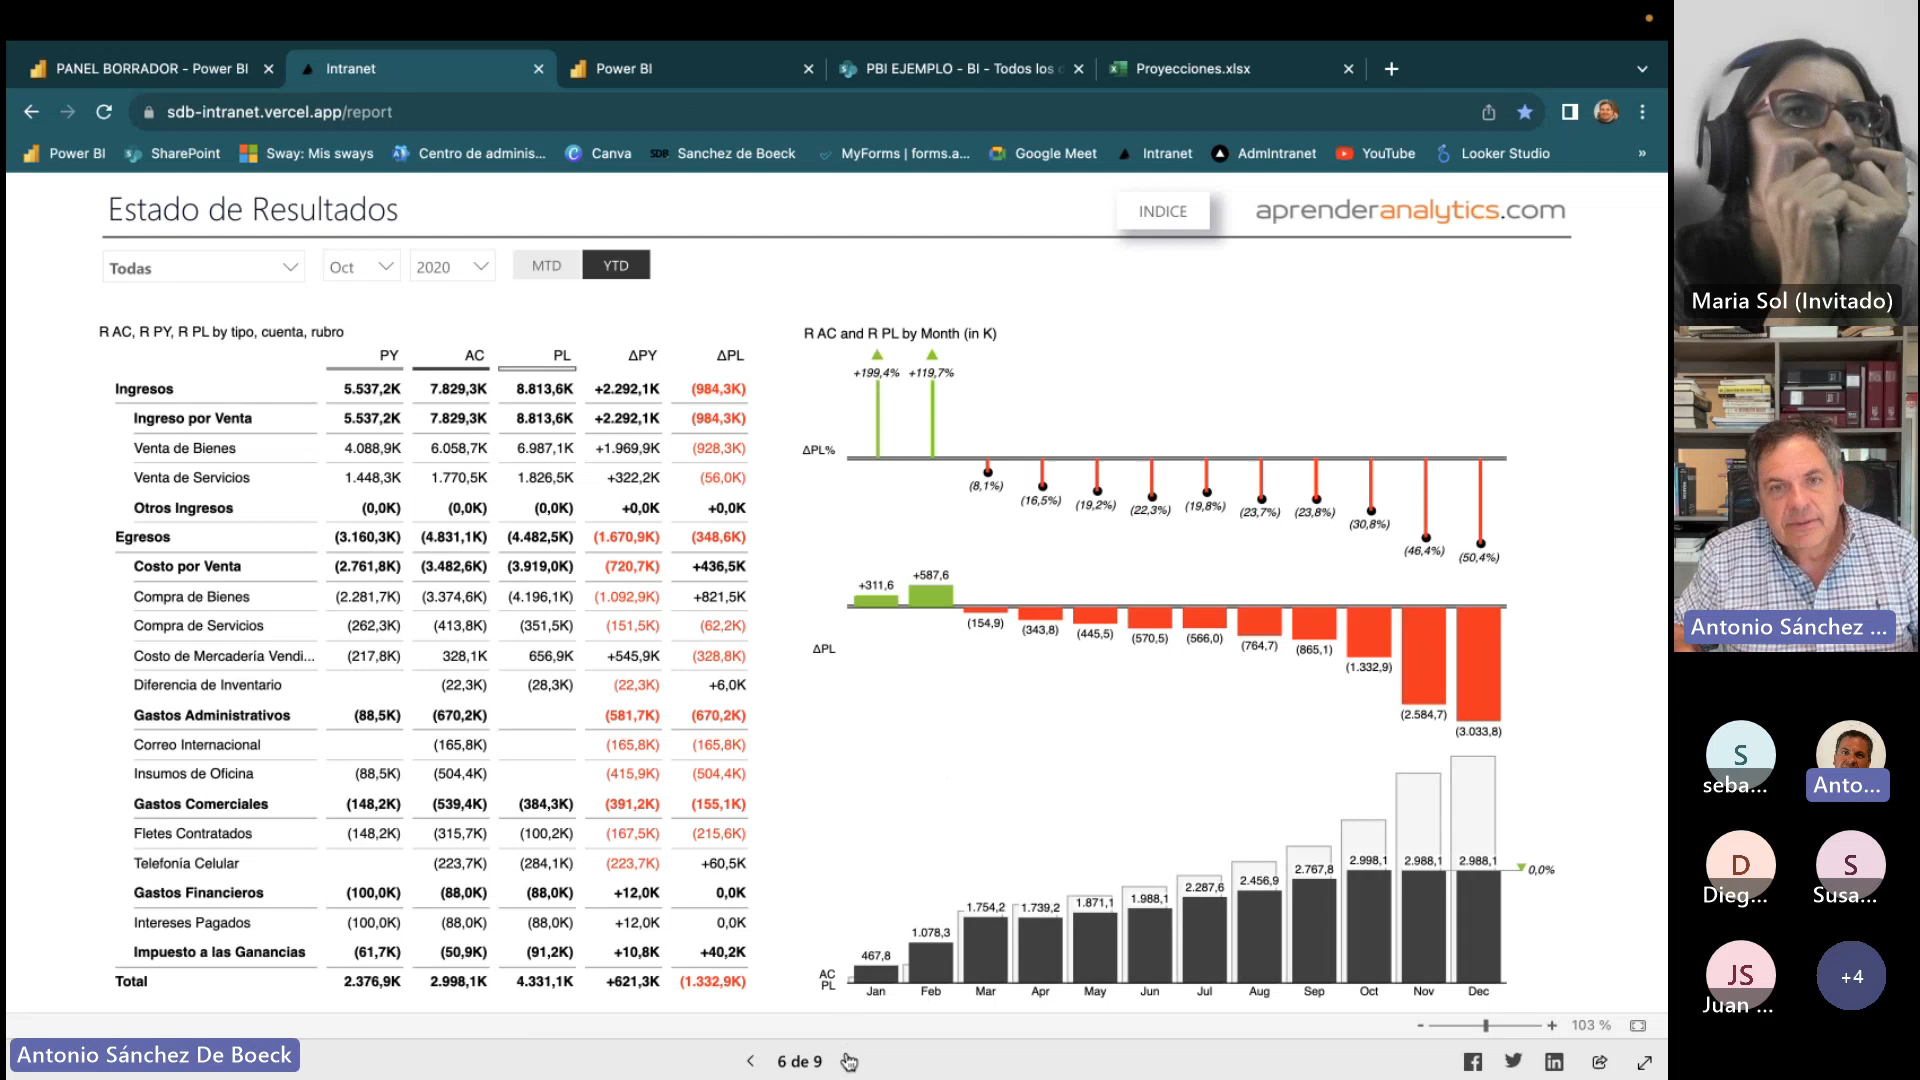 PANEL BORRADOR - Power BI
Intranet
Power BI
PBI EJEMPLO - BI - Todos los
Proyecciones.xlsx
sdb-intranet.vercel.app/report
Power BI SharePoint Sway: Mis sways Centro de adminis... Canva SDB Sanchez de Boeck MyForms | forms.a... Google Meet Intranet AdmIntranet YouTube Looker Studio »
Estado de Resultados
INDICE
aprenderanalytics.com
Todas Oct 2020 MTD YTD
R AC, R PY, R PL by tipo, cuenta, rubro
PY AC PL ΔPY ΔPL
Ingresos 5.537,2K 7.829,3K 8.813,6K +2.292,1K (984,3K)
Ingreso por Venta 5.537,2K 7.829,3K 8.813,6K +2.292,1K (984,3K)
Venta de Bienes 4.088,9K 6.058,7K 6.987,1K +1.969,9K (928,3K)
Venta de Servicios 1.448,3K 1.770,5K 1.826,5K +322,2K (56,0K)
Otros Ingresos (0,0K) (0,0K) (0,0K) +0,0K +0,0K
Egresos (3.160,3K) (4.831,1K) (4.482,5K) (1.670,9K) (348,6K)
Costo por Venta (2.761,8K) (3.482,6K) (3.919,0K) (720,7K) +436,5K
Compra de Bienes (2.281,7K) (3.374,6K) (4.196,1K) (1.092,9K) +821,5K
Compra de Servicios (262,3K) (413,8K) (351,5K) (151,5K) (62,2K)
Costo de Mercadería Vendi... (217,8K) 328,1K 656,9K +545,9K (328,8K)
Diferencia de Inventario (22,3K) (28,3K) (22,3K) +6,0K
Gastos Administrativos (88,5K) (670,2K) (581,7K) (670,2K)
Correo Internacional (165,8K) (165,8K) (165,8K)
Insumos de Oficina (88,5K) (504,4K) (415,9K) (504,4K)
Gastos Comerciales (148,2K) (539,4K) (384,3K) (391,2K) (155,1K)
Fletes Contratados (148,2K) (315,7K) (100,2K) (167,5K) (215,6K)
Telefonía Celular (223,7K) (284,1K) (223,7K) +60,5K
Gastos Financieros (100,0K) (88,0K) (88,0K) +12,0K 0,0K
Intereses Pagados (100,0K) (88,0K) (88,0K) +12,0K 0,0K
Impuesto a las Ganancias (61,7K) (50,9K) (91,2K) +10,8K +40,2K
Total 2.376,9K 2.998,1K 4.331,1K +621,3K (1.332,9K)
R AC and R PL by Month (in K)
+199,4% +119,7%
ΔPL%
(8,1%) (16,5%) (19,2%) (22,3%) (19,8%) (23,7%) (23,8%) (30,8%) (46,4%) (50,4%)
+311,6 +587,6
(154,9) (343,8) (445,5) (570,5) (566,0) (764,7) (865,1) (1.332,9) (2.584,7) (3.033,8)
ΔPL
467,8 1.078,3 1.754,2 1.739,2 1.871,1 1.988,1 2.287,6 2.456,9 2.767,8 2.998,1 2.988,1 2.988,1 0,0%
AC
PL
Jan Feb Mar Apr May Jun Jul Aug Sep Oct Nov Dec
- + 103 %
6 de 9
Antonio Sánchez De Boeck
Maria Sol (Invitado)
Antonio Sánchez ...
S
seba...
Anto...
D
Dieg...
S
Susa...
JS
Juan ...
+4